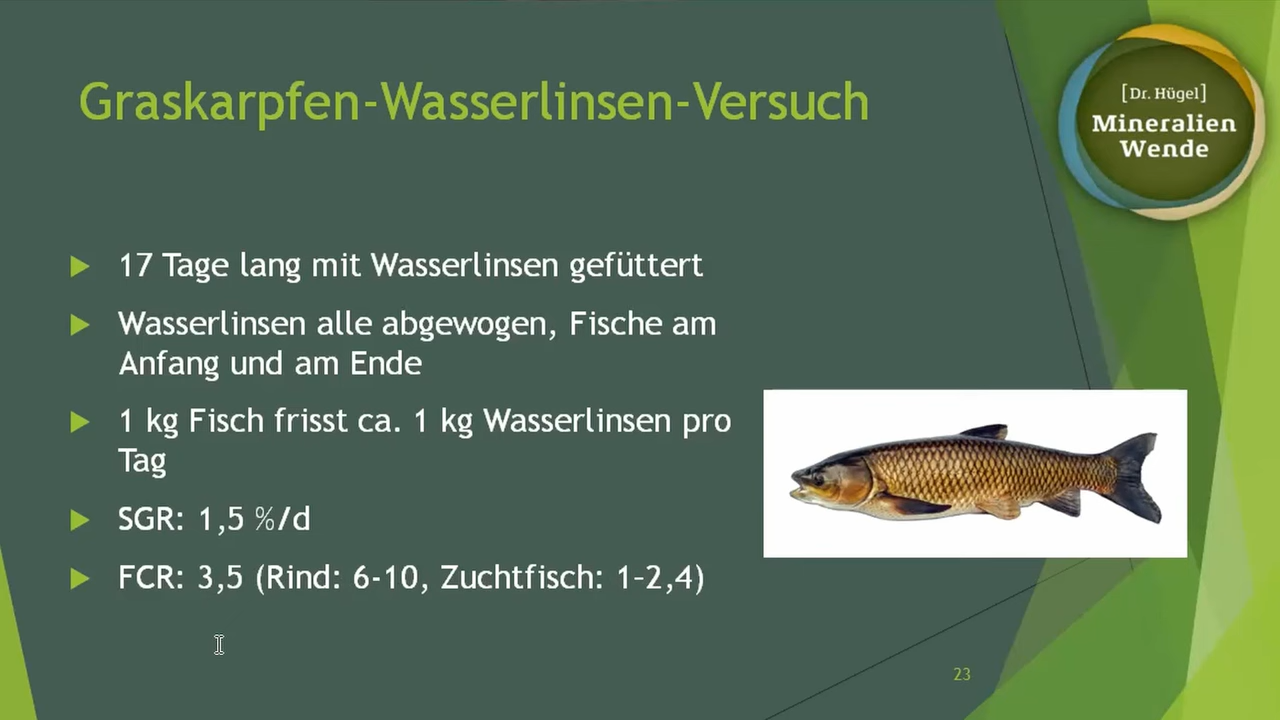 Graskarpfen-Wasserlinsen-Versuch
[Dr. Hügel]
Mineralien
Wende
17 Tage lang mit Wasserlinsen gefüttert
Wasserlinsen alle abgewogen, Fische am
Anfang und am Ende
1 kg Fisch frisst ca. 1 kg Wasserlinsen pro
Tag
SGR: 1,5 %/d
FCR: 3,5 (Rind: 6-10, Zuchtfisch: 1–2,4)
23